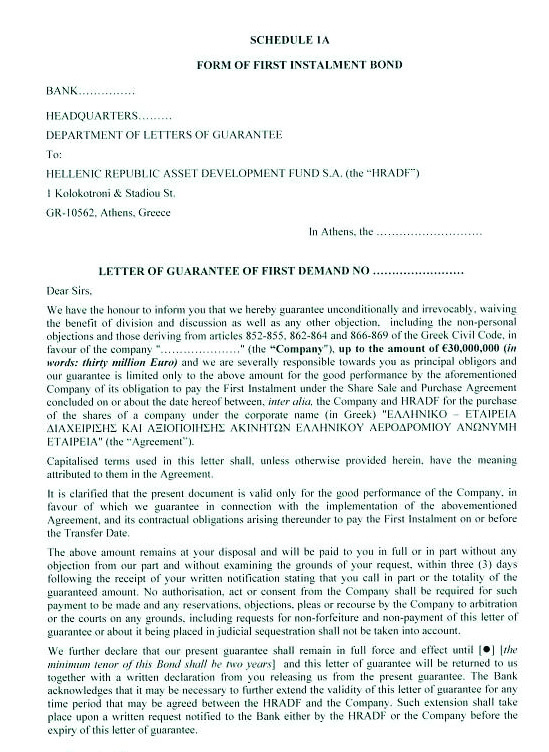 SCHEDULE 1A
FORM OF FIRST INSTALMENT BOND
BANK……………
HEADQUARTERS………
DEPARTMENT OF LETTERS OF GUARANTEE
To:
HELLENIC REPUBLIC ASSET DEVELOPMENT FUND S.A. (the “HRADF”)
1 Kolokotroni & Stadiou St.
GR-10562, Athens, Greece
In Athens, the ………………………
LETTER OF GUARANTEE OF FIRST DEMAND NO ……………………
Dear Sirs,
We have the honour to inform you that we hereby guarantee unconditionally and irrevocably, waiving
the benefit of division and discussion as well as any other objection, including the non-personal
objections and those deriving from articles 852-855, 862-864 and 866-869 of the Greek Civil Code, in
favour of the company "…………………" (the “Company”), up to the amount of €30,000,000 (in
words: thirty million Euro) and we are severally responsible towards you as principal obligors and
our guarantee is limited only to the above amount for the good performance by the aforementioned
Company of its obligation to pay the First Instalment under the Share Sale and Purchase Agreement
concluded on or about the date hereof between, inter alia, the Company and HRADF for the purchase
of the shares of a company under the corporate name (in Greek) "ΕΛΛΗΝΙΚΟ – ΕΤΑΙΡΕΙΑ
ΔΙΑΧΕΙΡΙΣΗΣ ΚΑΙ ΑΞΙΟΠΟΙΗΣΗΣ ΑΚΙΝΗΤΩΝ ΕΛΛΗΝΙΚΟΥ ΑΕΡΟΔΡΟΜΙΟΥ ΑΝΩΝΥΜΗ
ΕΤΑΙΡΕΙΑ" (the “Agreement”).
Capitalised terms used in this letter shall, unless otherwise provided herein, have the meaning
attributed to them in the Agreement.
It is clarified that the present document is valid only for the good performance of the Company, in
favour of which we guarantee in connection with the implementation of the abovementioned
Agreement, and its contractual obligations arising thereunder to pay the First Instalment on or before
the Transfer Date.
The above amount remains at your disposal and will be paid to you in full or in part without any
objection from our part and without examining the grounds of your request, within three (3) days
following the receipt of your written notification stating that you call in part or the totality of the
guaranteed amount. No authorisation, act or consent from the Company shall be required for such
payment to be made and any reservations, objections, pleas or recourse by the Company to arbitration
or the courts on any grounds, including requests for non-forfeiture and non-payment of this letter of
guarantee or about it being placed in judicial sequestration shall not be taken into account.
We further declare that our present guarantee shall remain in full force and effect until [●] [the
minimum tenor of this Bond shall be two years] and this letter of guarantee will be returned to us
together with a written declaration from you releasing us from the present guarantee. The Bank
acknowledges that it may be necessary to further extend the validity of this letter of guarantee for any
time period that may be agreed between the HRADF and the Company. Such extension shall take
place upon a written request notified to the Bank either by the HRADF or the Company before the
expiry of this letter of guarantee.